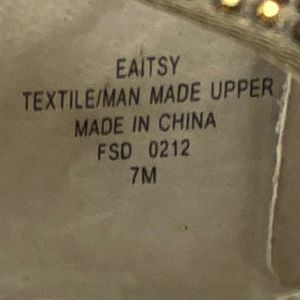 EAITSY
TEXTILE/MAN MADE UPPER
MADE IN CHINA
FSD 0212
7M